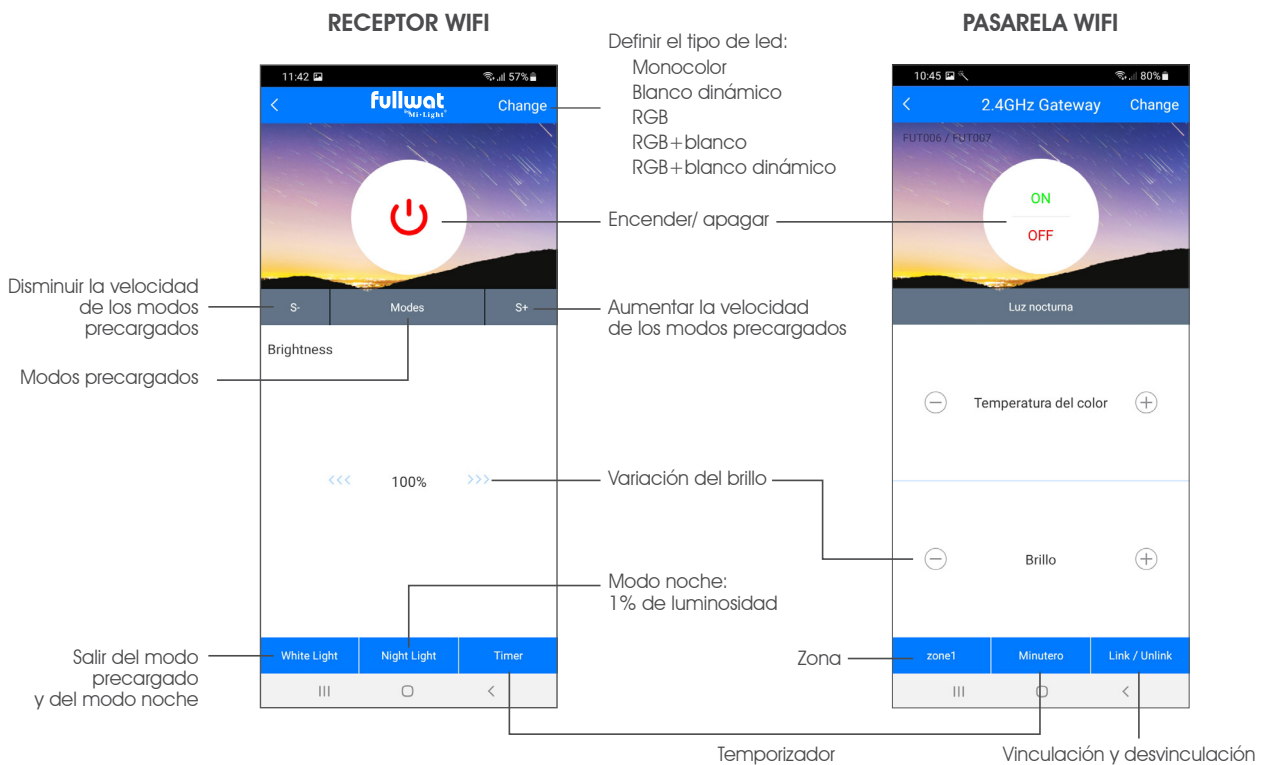 RECEPTOR WIFI
PASARELA WIFI
Definir el tipo de led:
Monocolor
Blanco dinámico
RGB
RGB+blanco
RGB+blanco dinámico
11:42
57%
fullwat
Mi•Light
Change
10:45
80%
2.4GHz Gateway
Change
FUT006 / FUT007
ON
OFF
Encender/ apagar
Disminuir la velocidad
de los modos
precargados
S-
Modes
S+
Aumentar la velocidad
de los modos precargados
Luz nocturna
Brightness
Modos precargados
Temperatura del color
<<<
100%
>>>
Variación del brillo
Brillo
Modo noche:
1% de luminosidad
Salir del modo
precargado
y del modo noche
White Light
Night Light
Timer
Zona
zone1
Minutero
Link / Unlink
Temporizador
Vinculación y desvinculación